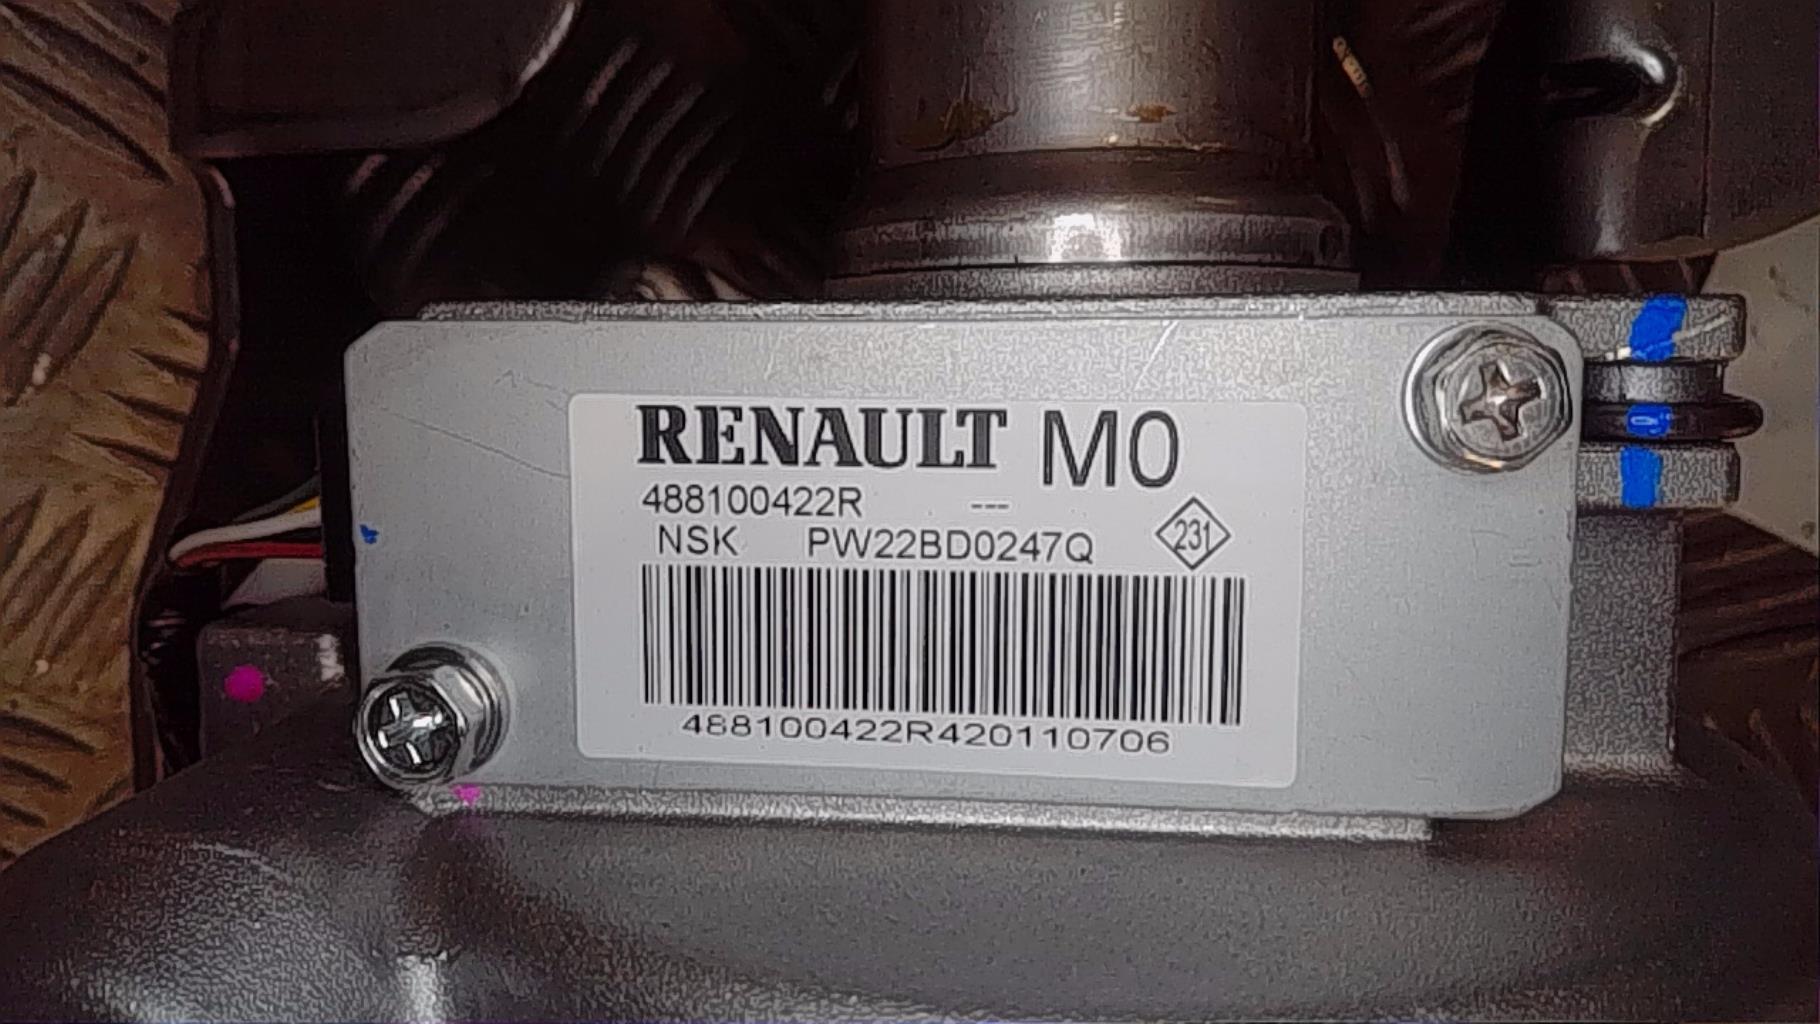 RENAULT M0
488100422R ---
NSK PW22BD0247Q 231
488100422R420110706